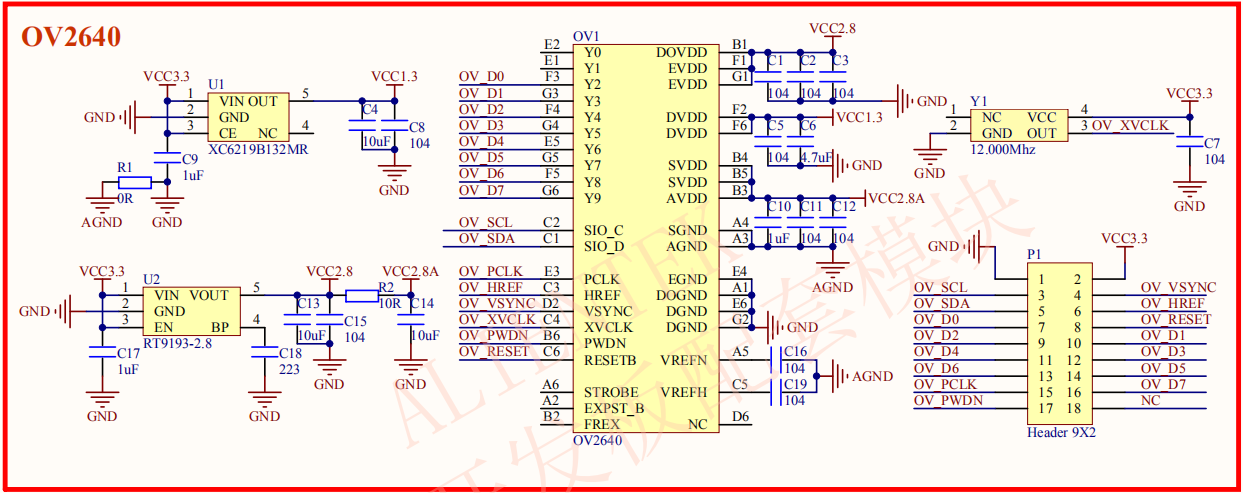 OV2640
VCC3.3
U1
VCC1.3
1
VIN OUT
5
GND
2
GND
3
CE
NC
4
XC6219B132MR
C4
10uF
C8
104
GND
C9
1uF
R1
0R
AGND
GND
VCC3.3
U2
VCC2.8
VCC2.8A
1
VIN
VOUT
5
GND
2
GND
3
EN
BP
4
RT9193-2.8
C17
1uF
GND
C18
223
GND
C13
10uF
C15
104
GND
R2
10R
C14
10uF
GND
OV1
E2 Y0
E1 Y1
OV_D0 F3 Y2
OV_D1 G3 Y3
OV_D2 F4 Y4
OV_D3 G4 Y5
OV_D4 E5 Y6
OV_D5 G5 Y7
OV_D6 F5 Y8
OV_D7 G6 Y9
OV_SCL C2 SIO_C
OV_SDA C1 SIO_D
OV_PCLK E3 PCLK
OV_HREF C3 HREF
OV_VSYNC D2 VSYNC
OV_XVCLK C4 XVCLK
OV_PWDN B6 PWDN
OV_RESET C6 RESETB
A6 STROBE
A2 EXPST_B
B2 FREX
OV2640
DOVDD B1
EVDD F1
EVDD G1
DVDD F2
DVDD F6
SVDD B4
SVDD B5
AVDD B3
SGND A4
AGND A3
EGND E4
DOGND A1
DGND E6
DGND G2
VREFN A5
VREFH C5
NC D6
VCC2.8
C1
104
C2
104
C3
104
GND
VCC1.3
C5
104
C6
4.7uF
GND
VCC2.8A
C10
1uF
C11
104
C12
104
AGND
GND
C16
104
C19
104
AGND
Y1
1
NC
VCC
4
2
GND
OUT
3
OV_XVCLK
12.000Mhz
GND
VCC3.3
C7
104
GND
GND
P1
VCC3.3
1 2
OV_SCL 3 4 OV_VSYNC
OV_SDA 5 6 OV_HREF
OV_D0 7 8 OV_RESET
OV_D2 9 10 OV_D1
OV_D4 11 12 OV_D3
OV_D6 13 14 OV_D5
OV_PCLK 15 16 OV_D7
OV_PWDN 17 18 NC
Header 9X2
ALIENTEK
开发板配套模块